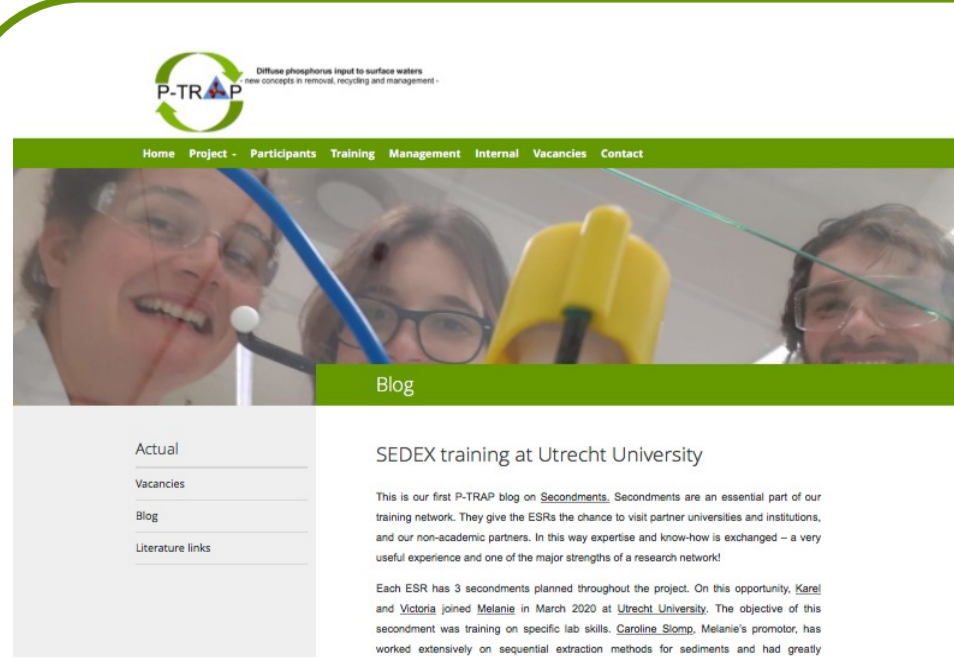 P-TRAP
Diffuse phosphorus input to surface waters
- new concepts in removal, recycling and management -
Home Project - Participants Training Management Internal Vacancies Contact
Blog
Actual
Vacancies
Blog
Literature links
SEDEX training at Utrecht University
This is our first P-TRAP blog on Secondments. Secondments are an essential part of our
training network. They give the ESRs the chance to visit partner universities and institutions,
and our non-academic partners. In this way expertise and know-how is exchanged – a very
useful experience and one of the major strengths of a research network!
Each ESR has 3 secondments planned throughout the project. On this opportunity, Karel
and Victoria joined Melanie in March 2020 at Utrecht University. The objective of this
secondment was training on specific lab skills. Caroline Slomp, Melanie's promotor, has
worked extensively on sequential extraction methods for sediments and had greatly